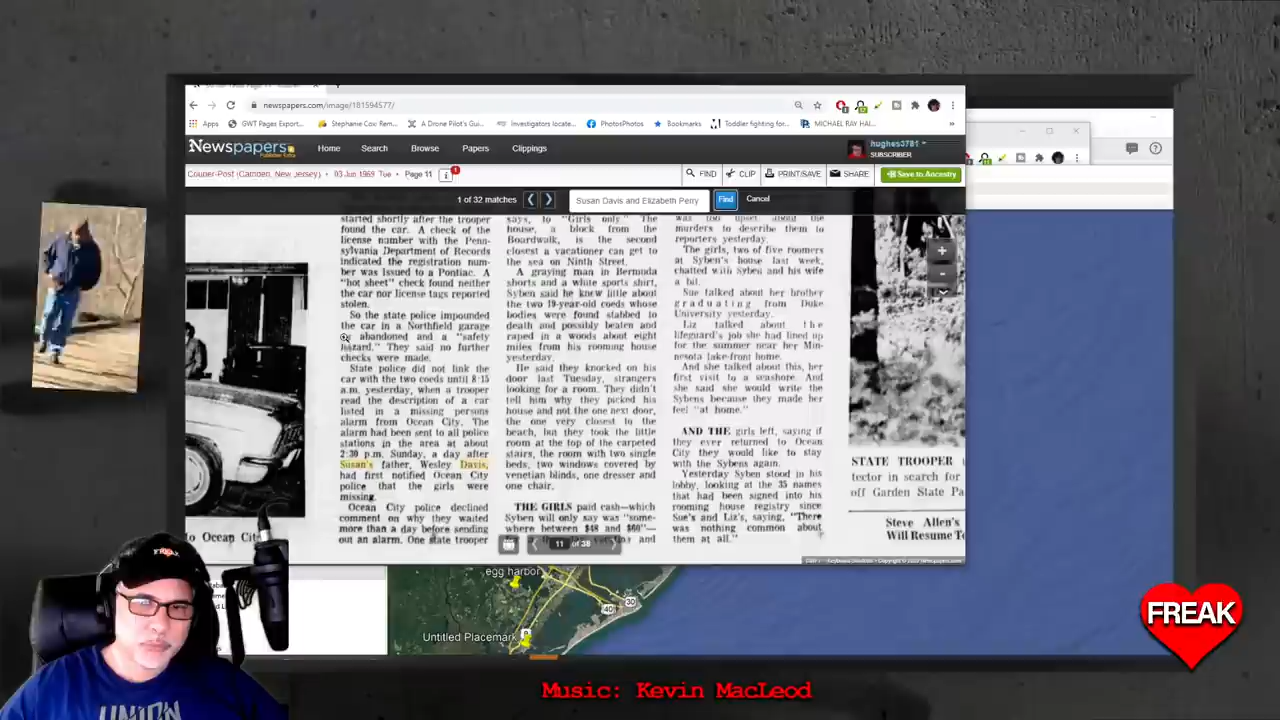 newspapers.com/image/181594577/
Apps GWT Pages Export... Stephanie Cox: Rem... A Drone Pilot's Gui... Investigators locate... PhotosPhotos Bookmarks Toddler fighting for... MICHAEL RAY HAI...
Newspapers
Home Search Browse Papers Clippings
hughes3781
SUBSCRIBER
Courier-Post (Camden, New Jersey) 03 Jun 1969 Tue Page 11
FIND CLIP PRINT/SAVE SHARE Save to Ancestry
1 of 32 matches Susan Davis and Elizabeth Perry Find Cancel
started shortly after the trooper
found the car. A check of the
license number with the Penn-
sylvania Department of Records
indicated the registration num-
ber was issued to a Pontiac. A
"hot sheet" check found neither
the car nor license tags reported
stolen.
So the state police impounded
the car in a Northfield garage
as abandoned and a "safety
hazard." They said no further
checks were made.
State police did not link the
car with the two coeds until 8:15
a.m. yesterday, when a trooper
read the description of a car
listed in a missing persons
alarm from Ocean City. The
alarm had been sent to all police
stations in the area at about
2:30 p.m. Sunday, a day after
Susan's father, Wesley Davis,
had first notified Ocean City
police that the girls were
missing.
Ocean City police declined
comment on why they waited
more than a day before sending
out an alarm. One state trooper
says, to "Girls only." The
house, a block from the
Boardwalk, is the second
closest a vacationer can get to
the sea on Ninth Street.
A graying man in Bermuda
shorts and a white sports shirt,
Syben said he knew little about
the two 19-year-old coeds whose
bodies were found stabbed to
death and possibly beaten and
raped in a woods about eight
miles from his rooming house
yesterday.
He said they knocked on his
door last Tuesday, strangers
looking for a room. They didn't
tell him why they picked his
house and not the one next door,
the one very closest to the
beach, but they took the little
room at the top of the carpeted
stairs, the room with two single
beds, two windows covered by
venetian blinds, one dresser and
one chair.
THE GIRLS paid cash—which
Syben will only say was "some-
where between $48 and $60"—
and
was too upset about the
murders to describe them to
reporters yesterday.
The girls, two of five roomers
at Syben's house last week,
chatted with Syben and his wife
a bit.
Sue talked about her brother
graduating from Duke
University yesterday.
Liz talked about the
lifeguard's job she had lined up
for the summer near her Min-
nesota lake-front home.
And she talked about this, her
first visit to a seashore. And
she said she would write the
Sybens because they made her
feel "at home."
AND THE girls left, saying if
they ever returned to Ocean
City they would like to stay
with the Sybens again.
Yesterday Syben stood in his
lobby, looking at the 35 names
that had been signed into his
rooming house registry since
Sue's and Liz's, saying, "There
was nothing common about
them at all."
STATE TROOPER
tector in search for
off Garden State Pa
Steve Allen's
Will Resume T
to Ocean City
11 of 38
egg harbor
40
30
Untitled Placemark
FREAK
UNION
FREAK
Music: Kevin MacLeod